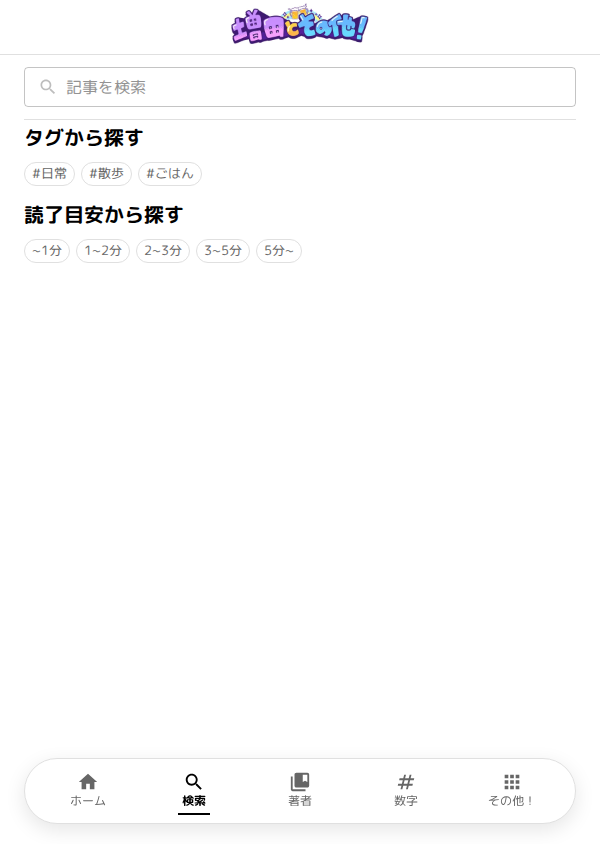 増田とその他!
記事を検索
タグから探す
#日常 #散歩 #ごはん
読了目安から探す
~1分 1~2分 2~3分 3~5分 5分~
ホーム 検索 著者 数字 その他！